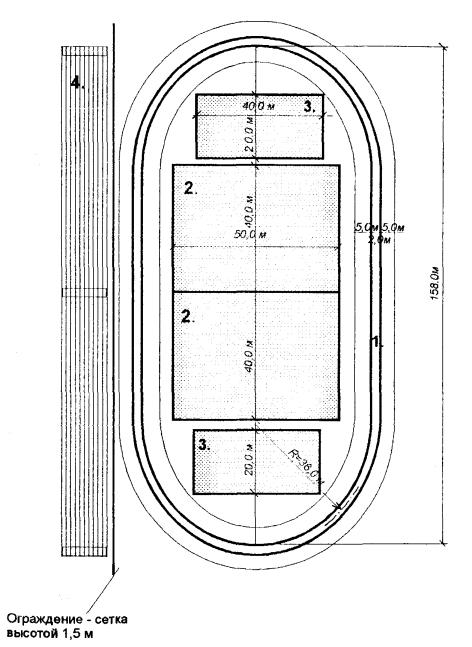 4.
40,0 м
3.
20,0 м
2.
40,0 м
50,0 м
5,0м 5,0м
2,0м
158,0м
2.
40,0 м
1.
3.
20,0 м
R=36,0 м
Ограждение - сетка
высотой 1,5 м